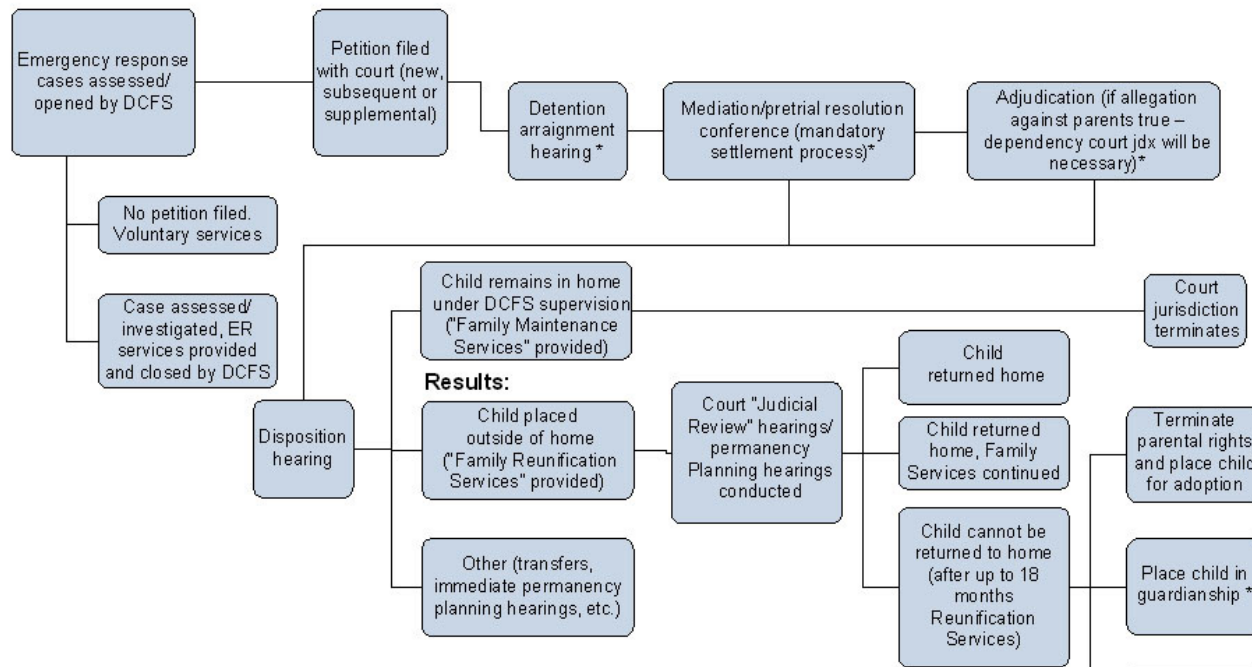 Emergency response
cases assessed/
opened by DCFS
Petition filed
with court (new,
subsequent or
supplemental)
Detention
arraignment
hearing *
Mediation/pretrial resolution
conference (mandatory
settlement process)*
Adjudication (if allegation
against parents true –
dependency court jdx will be
necessary)*
No petition filed.
Voluntary services
Case assessed/
investigated, ER
services provided
and closed by DCFS
Disposition
hearing
Child remains in home
under DCFS supervision
("Family Maintenance
Services" provided)
Court
jurisdiction
terminates
Results:
Child placed
outside of home
("Family Reunification
Services" provided)
Other (transfers,
immediate permanency
planning hearings, etc.)
Court "Judicial
Review" hearings/
permanency
Planning hearings
conducted
Child
returned home
Child returned
home, Family
Services continued
Child cannot be
returned to home
(after up to 18
months
Reunification
Services)
Terminate
parental rights
and place child
for adoption
Place child in
guardianship *